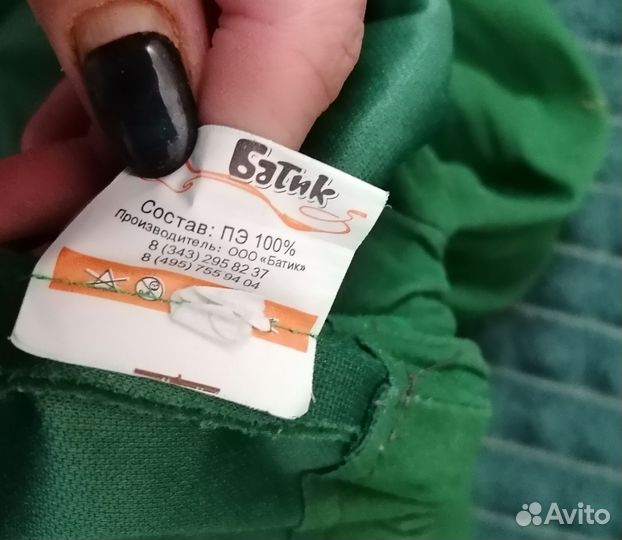 Батик
Состав: ПЭ 100%
Производитель: ООО «Батик»
8 (343) 295 82 37
8 (495) 755 94 04
Avito